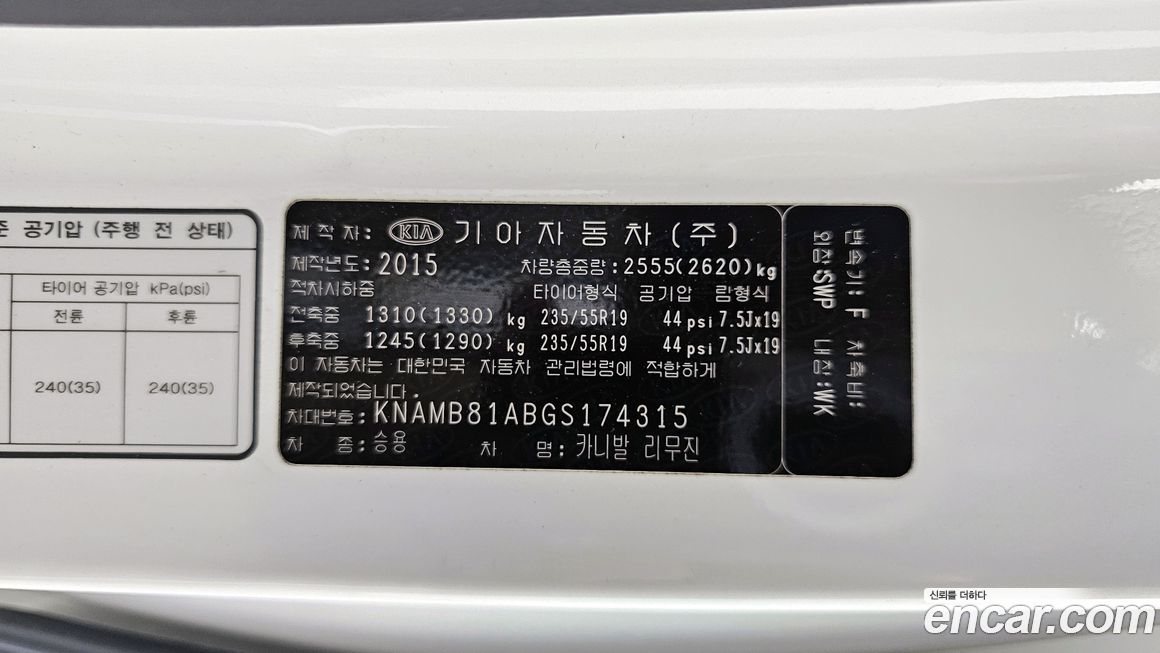 준 공기압 (주행 전 상태)
타이어 공기압 kPa(psi)
전륜 후륜
240(35) 240(35)
제 작 자: KIA 기아자동차(주)
제작년도: 2015 차량총중량: 2555(2620)kg
적차시하중 타이어형식 공기압 림형식
전축중 1310(1330) kg 235/55R19 44psi 7.5Jx19
후축중 1245(1290) kg 235/55R19 44psi 7.5Jx19
이 자동차는 대한민국 자동차 관리법령에 적합하게
제작되었습니다.
차대번호: KNAMB81ABGS174315
차 종: 승용 차 명: 카니발 리무진
변속기: F 차축비:
외장:SWP 내장:WK
신뢰를 더하다
encar.com